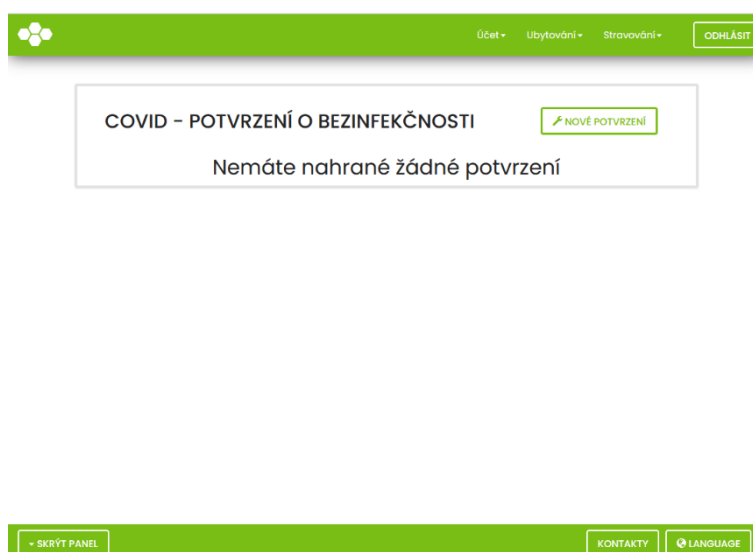 Účet Ubytování Stravování ODHLÁSIT
COVID - POTVRZENÍ O BEZINFEKČNOSTI NOVÉ POTVRZENÍ
Nemáte nahrané žádné potvrzení
SKRÝT PANEL KONTAKTY LANGUAGE